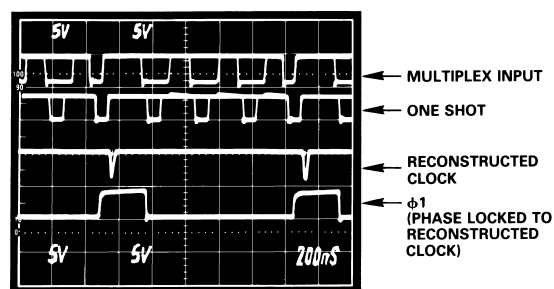 5V 5V
100
90
MULTIPLEX INPUT
ONE SHOT
RECONSTRUCTED
CLOCK
ϕ1
(PHASE LOCKED TO
RECONSTRUCTED
CLOCK)
0
5V 5V 200nS